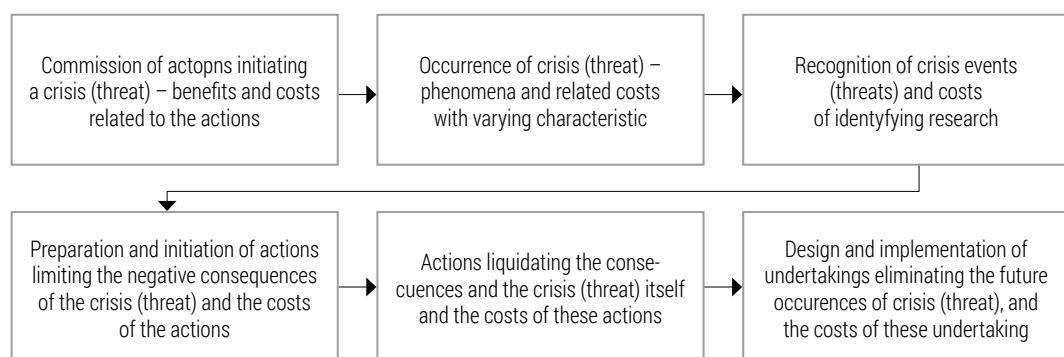 Commission of actopns initiating
a crisis (threat) – benefits and costs
related to the actions
Occurrence of crisis (threat) –
phenomena and related costs
with varying characteristic
Recognition of crisis events
(threats) and costs
of identyfying research
Preparation and initiation of actions
limiting the negative consequences
of the crisis (threat) and the costs
of the actions
Actions liquidating the conse-
cuences and the crisis (threat) itself
and the costs of these actions
Design and implementation of
undertakings eliminating the future
occurences of crisis (threat), and
the costs of these undertaking